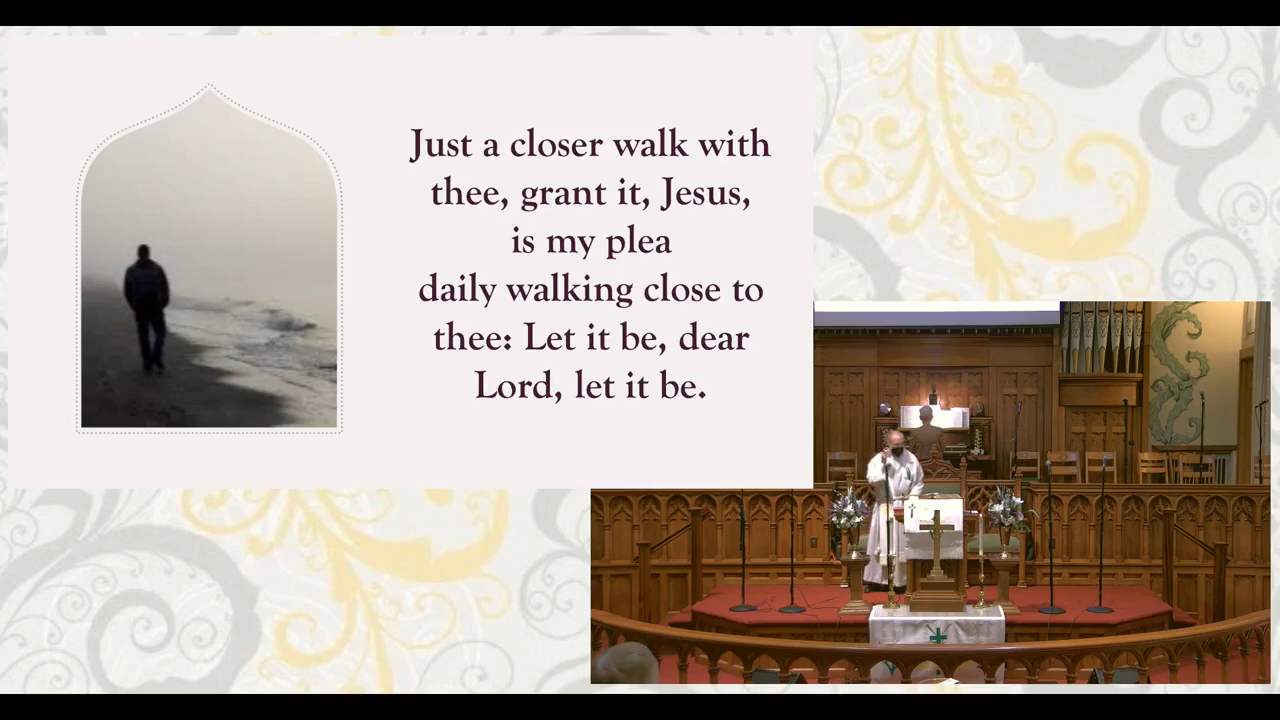 Just a closer walk with
thee, grant it, Jesus,
is my plea
daily walking close to
thee: Let it be, dear
Lord, let it be.